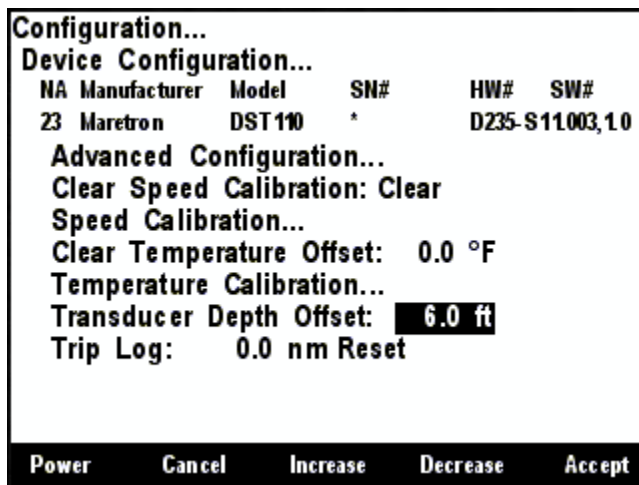 Configuration...
Device Configuration...
NA Manufacturer Model SN# HW# SW#
23 Maretron DST110 * D235-S11.003,1.0
Advanced Configuration...
Clear Speed Calibration: Clear
Speed Calibration...
Clear Temperature Offset: 0.0 °F
Temperature Calibration...
Transducer Depth Offset: 6.0 ft
Trip Log: 0.0 nm Reset
Power Cancel Increase Decrease Accept